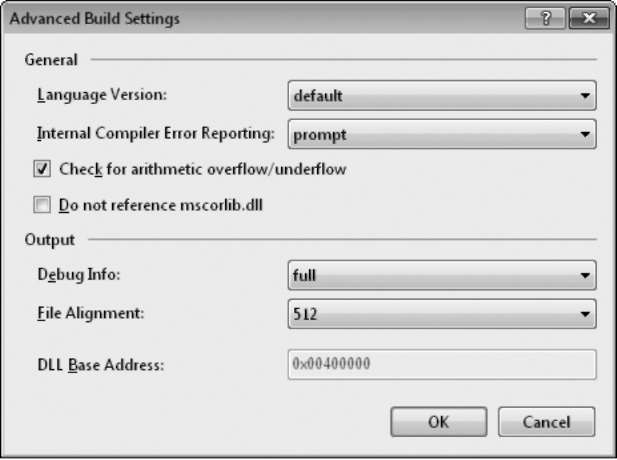 Advanced Build Settings
General
Language Version: default
Internal Compiler Error Reporting: prompt
Check for arithmetic overflow/underflow
Do not reference mscorlib.dll
Output
Debug Info: full
File Alignment: 512
DLL Base Address: 0x00400000
OK Cancel